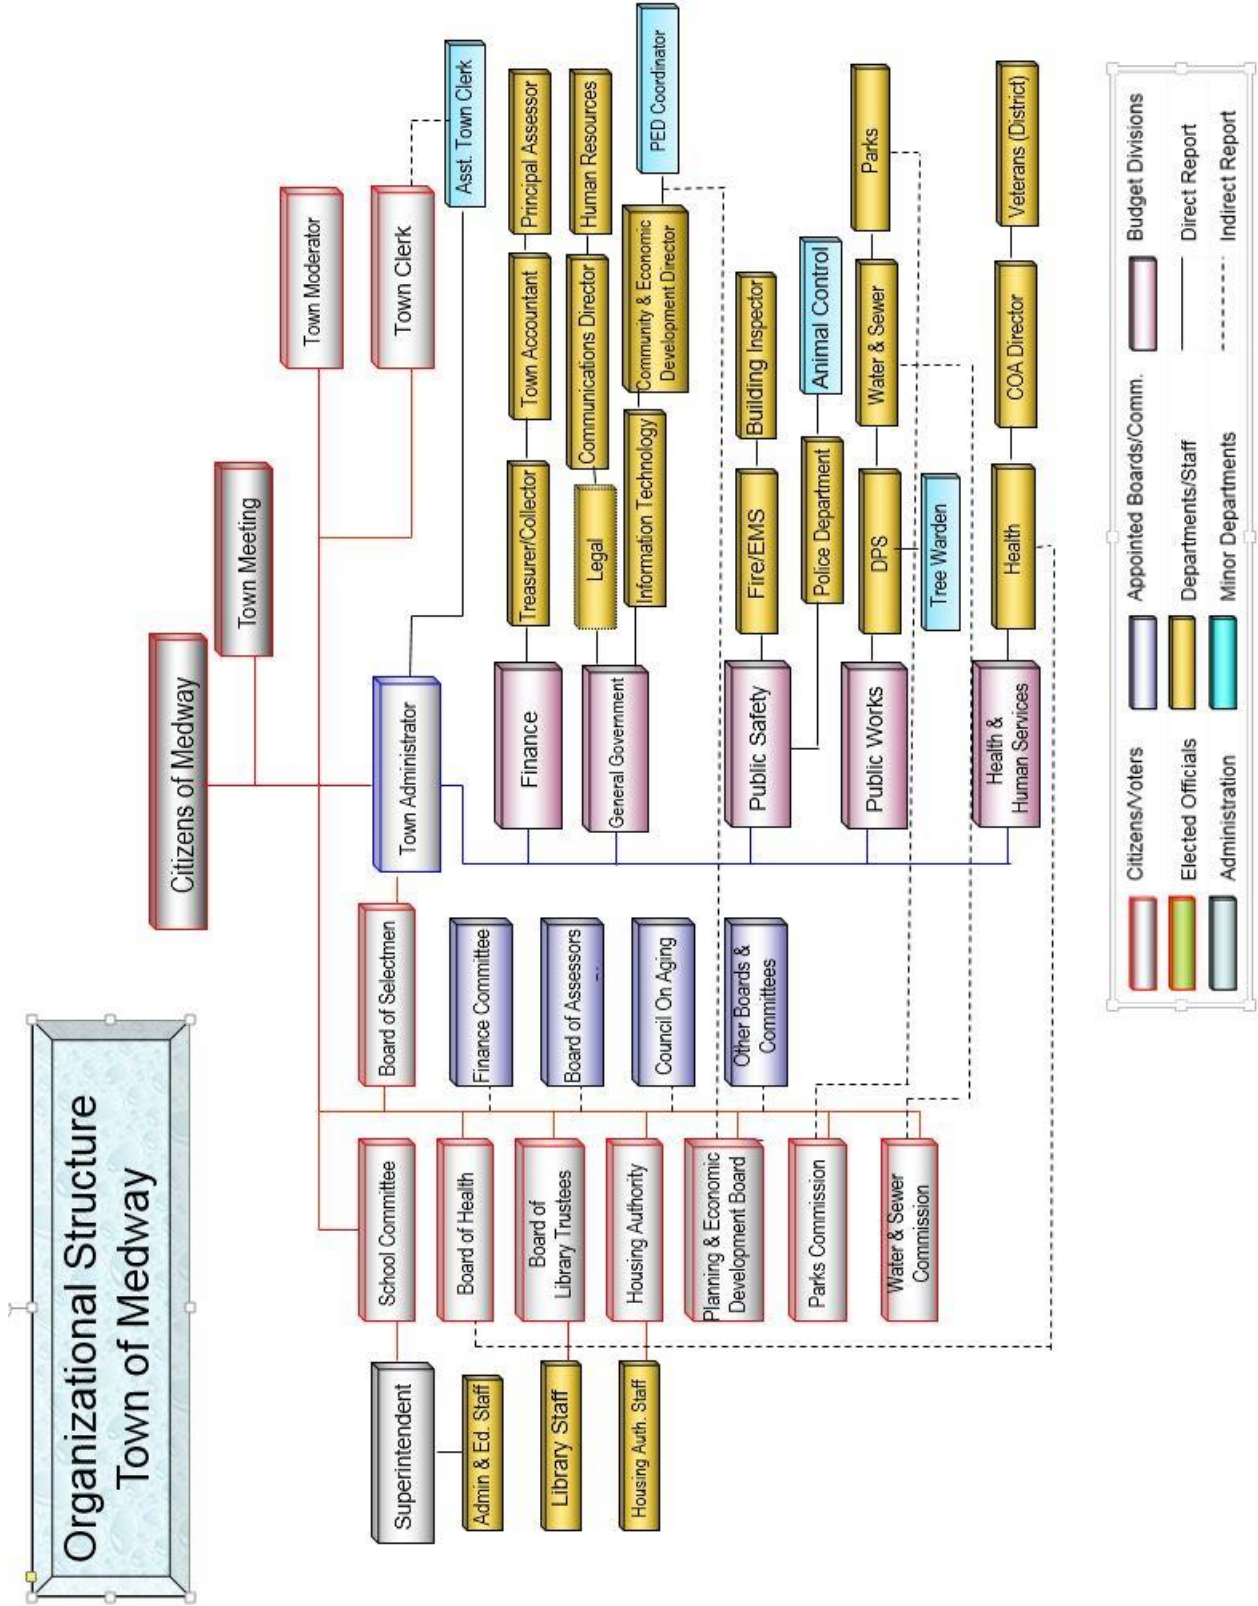 Organizational Structure
Town of Medway
Citizens of Medway
Town Meeting
Town Moderator
Town Clerk
Asst. Town Clerk
Town Administrator
Board of Selectmen
School Committee
Superintendent
Admin & Ed. Staff
Board of Health
Board of
Library Trustees
Library Staff
Housing Authority
Housing Auth. Staff
Planning & Economic
Development Board
Parks Commission
Water & Sewer
Commission
Finance Committee
Board of Assessors
Council On Aging
Other Boards &
Committees
Finance
Treasurer/Collector
Town Accountant
Principal Assessor
General Government
Legal
Communications Director
Human Resources
Information Technology
Community & Economic
Development Director
PED Coordinator
Public Safety
Fire/EMS
Building Inspector
Police Department
Animal Control
Public Works
DPS
Water & Sewer
Parks
Tree Warden
Health &
Human Services
Health
COA Director
Veterans (District)
Citizens/Voters
Appointed Boards/Comm.
Budget Divisions
Elected Officials
Departments/Staff
Direct Report
Administration
Minor Departments
Indirect Report